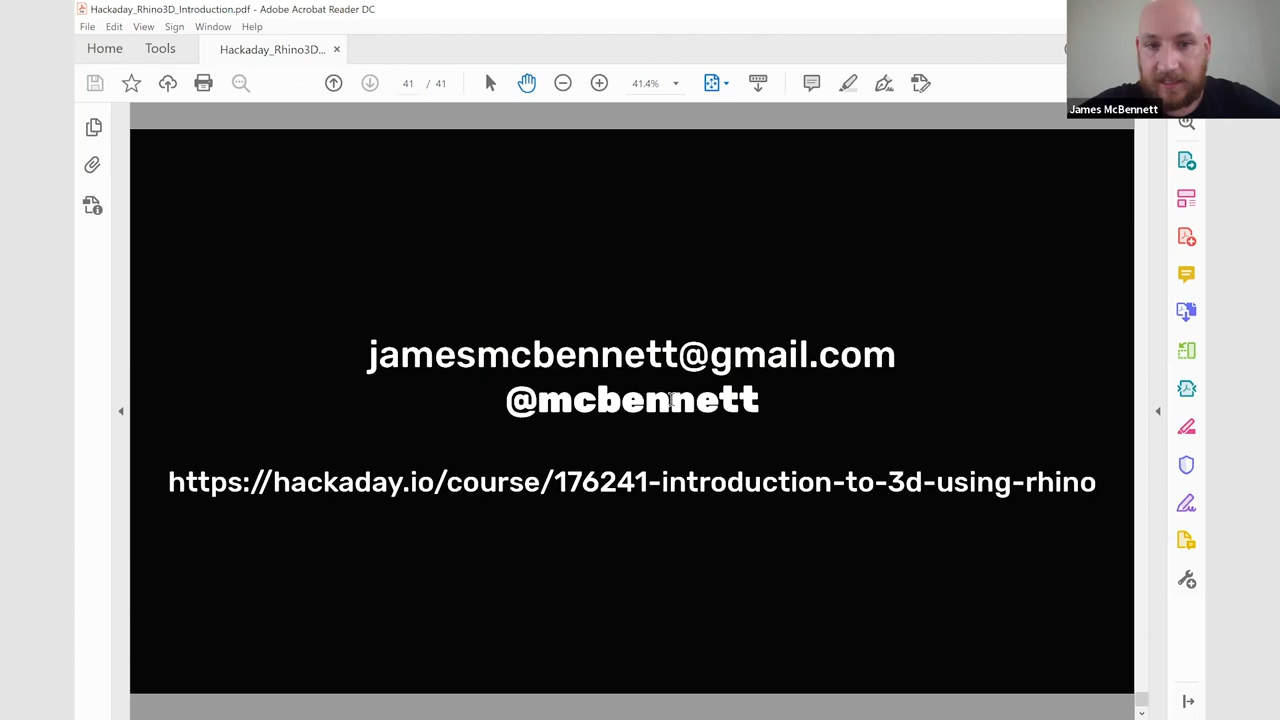 Hackaday_Rhino3D_Introduction.pdf - Adobe Acrobat Reader DC
File Edit View Sign Window Help
Home Tools Hackaday_Rhino3D... ×
41 / 41 41.4%
James McBennett
jamesmcbennett@gmail.com
@mcbennett
https://hackaday.io/course/176241-introduction-to-3d-using-rhino